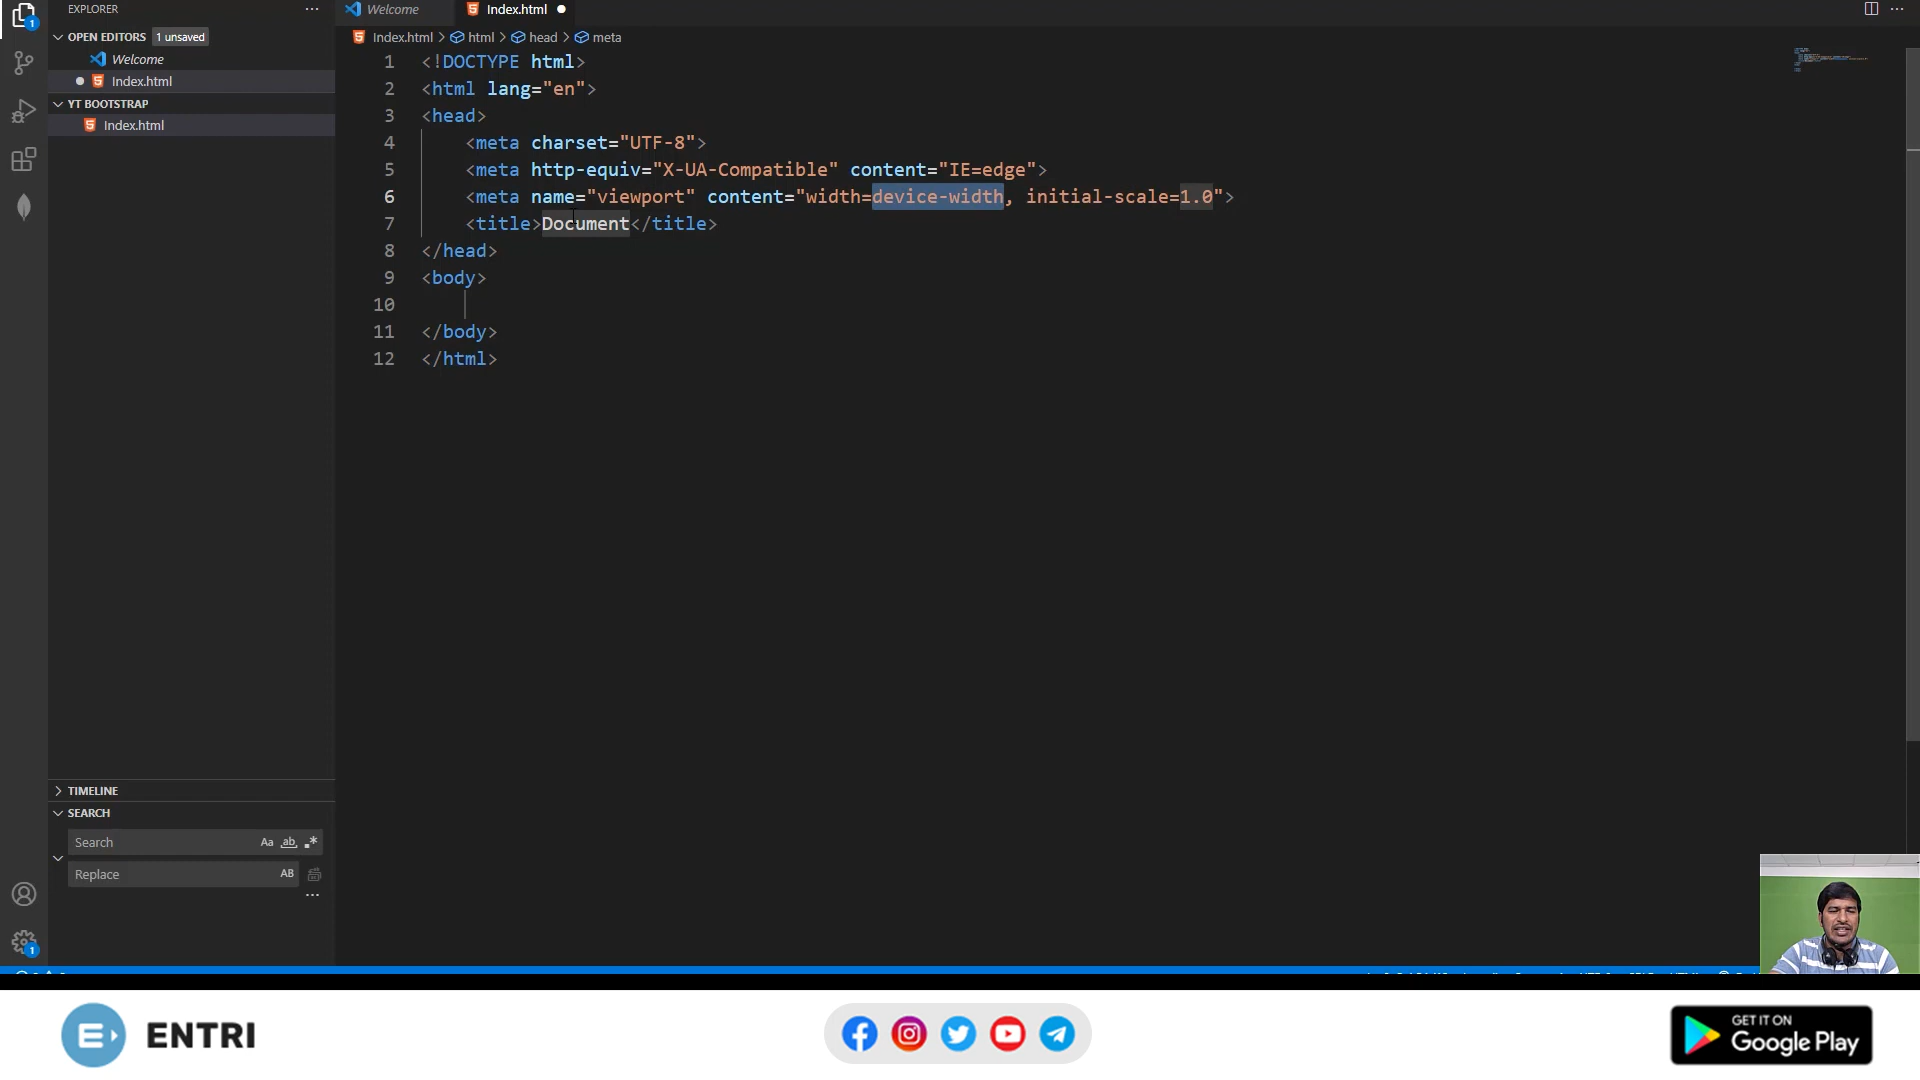 EXPLORER
Welcome
Index.html
OPEN EDITORS 1 unsaved
Index.html > html > head > meta
Welcome
Index.html
YT BOOTSTRAP
Index.html
1 <!DOCTYPE html>
2 <html lang="en">
3 <head>
4 <meta charset="UTF-8">
5 <meta http-equiv="X-UA-Compatible" content="IE=edge">
6 <meta name="viewport" content="width=device-width, initial-scale=1.0">
7 <title>Document</title>
8 </head>
9 <body>
10
11 </body>
12 </html>
TIMELINE
SEARCH
Search Aa ab
Replace AB
1
1
ENTRI
GET IT ON
Google Play